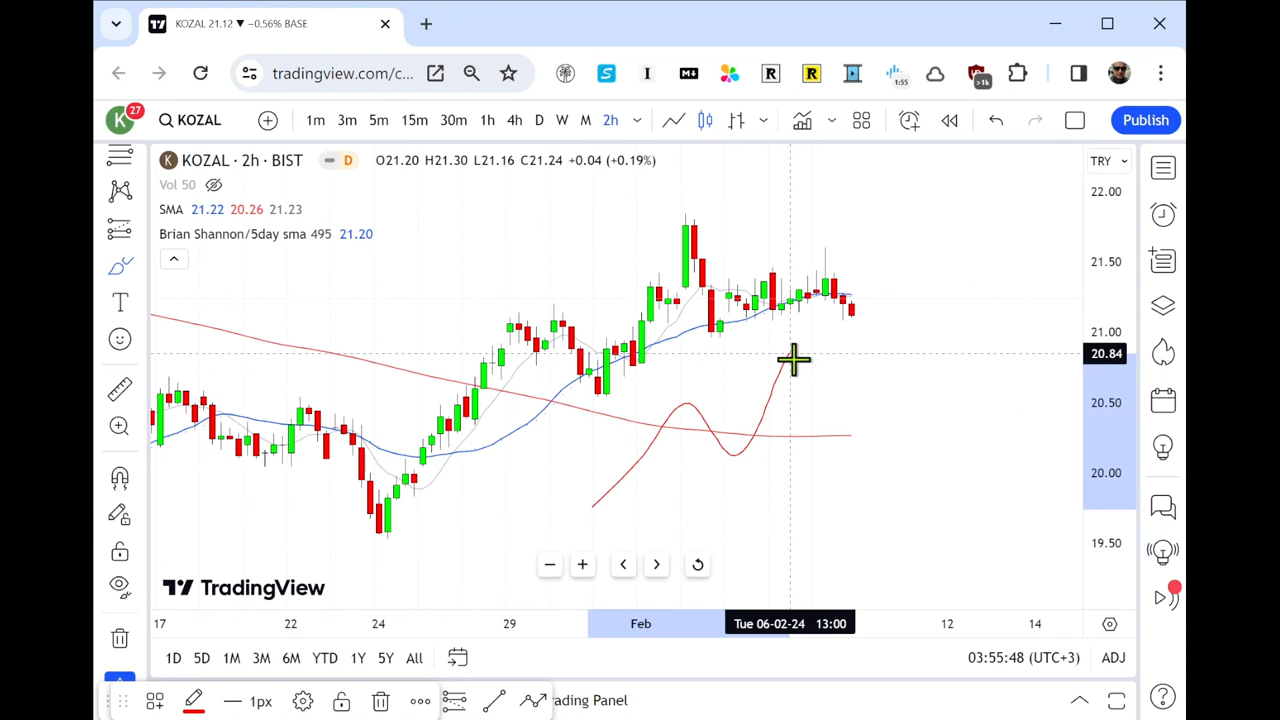 KOZAL 21.12 ▼ −0.56% BASE
tradingview.com/c...
1:55
>1k
K 27
KOZAL
1m 3m 5m 15m 30m 1h 4h D W M 2h
Publish
KOZAL · 2h · BIST
D
O21.20 H21.30 L21.16 C21.24 +0.04 (+0.19%)
TRY
Vol 50
SMA 21.22 20.26 21.23
Brian Shannon/5day sma 495 21.20
22.00
21.50
21.00
20.84
20.50
20.00
19.50
TradingView
17 22 24 29 Feb Tue 06-02-24 13:00 12 14
1D 5D 1M 3M 6M YTD 1Y 5Y All
03:55:48 (UTC+3) ADJ
1px
ading Panel